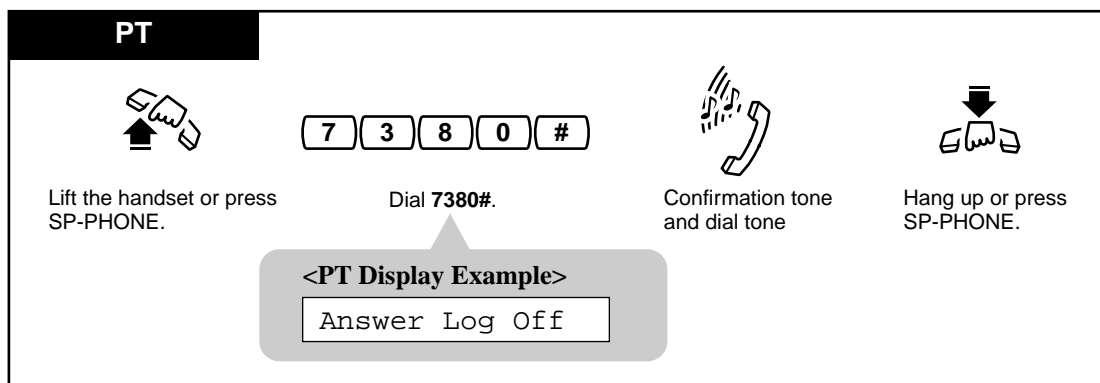 PT
7 3 8 0 #
Lift the handset or press
SP-PHONE.
Dial 7380#.
Confirmation tone
and dial tone
Hang up or press
SP-PHONE.
<PT Display Example>
Answer Log Off